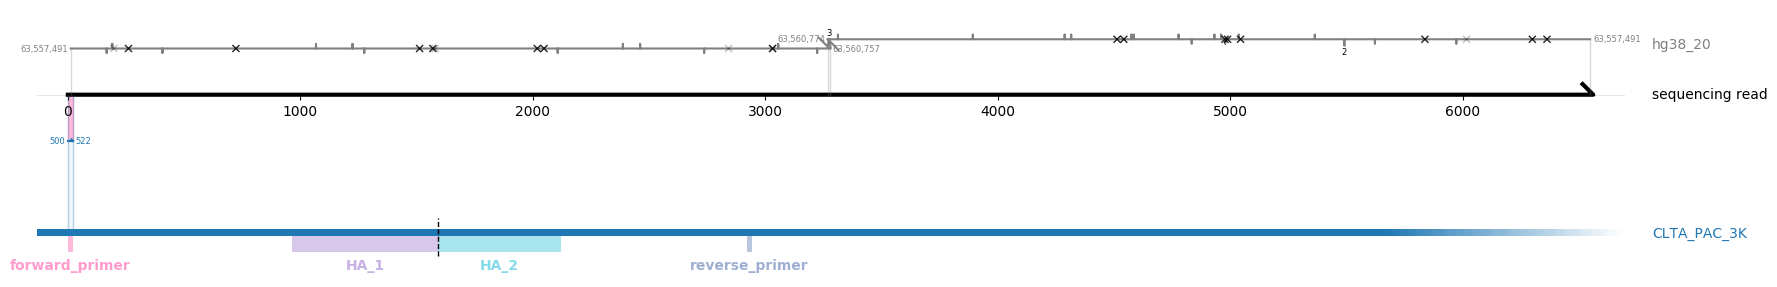 3
63,560,774
63,557,491
63,557,491
63,560,757
hg38_20
2
sequencing read
0 1000 2000 3000 4000 5000 6000
500 522
CLTA_PAC_3K
forward_primer HA_1 HA_2 reverse_primer